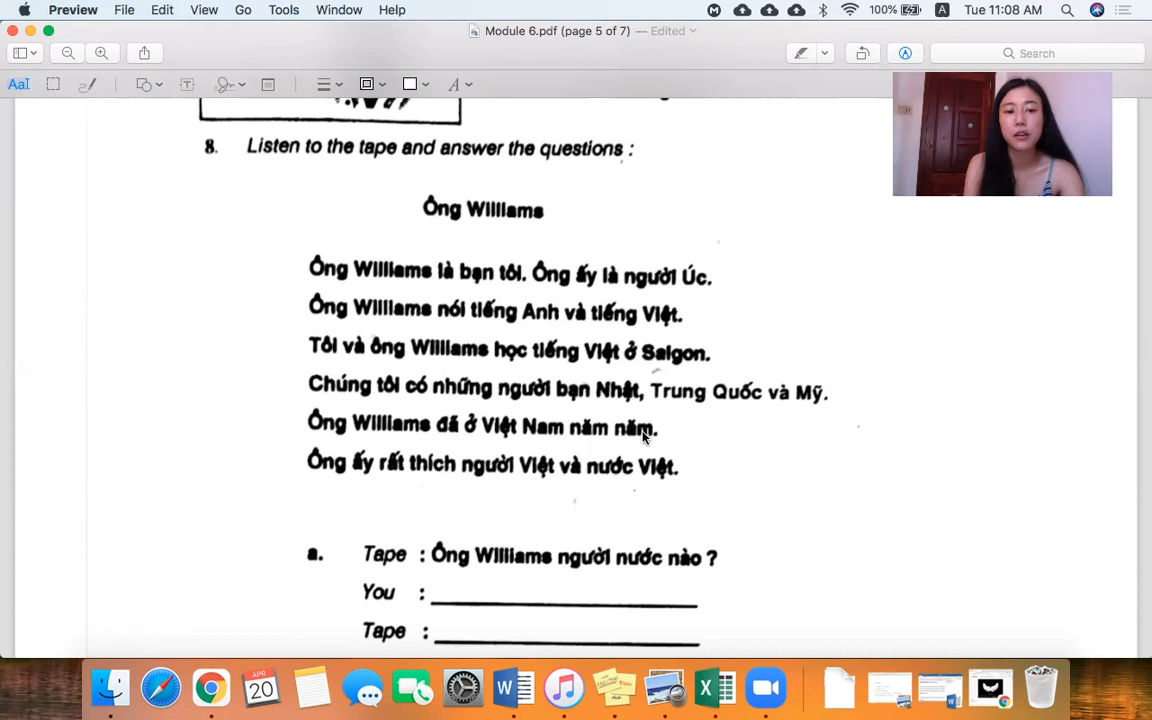 Preview File Edit View Go Tools Window Help 100% A Tue 11:08 AM
Module 6.pdf (page 5 of 7) — Edited
Search
AaI T A
8. Listen to the tape and answer the questions :
Ông Williams
Ông Williams là bạn tôi. Ông ấy là người Úc.
Ông Williams nói tiếng Anh và tiếng Việt.
Tôi và ông Williams học tiếng Việt ở Saigon.
Chúng tôi có những người bạn Nhật, Trung Quốc và Mỹ.
Ông Williams đã ở Việt Nam năm năm.
Ông ấy rất thích người Việt và nước Việt.
a. Tape : Ông Williams người nước nào ?
You :
Tape :
APR
20